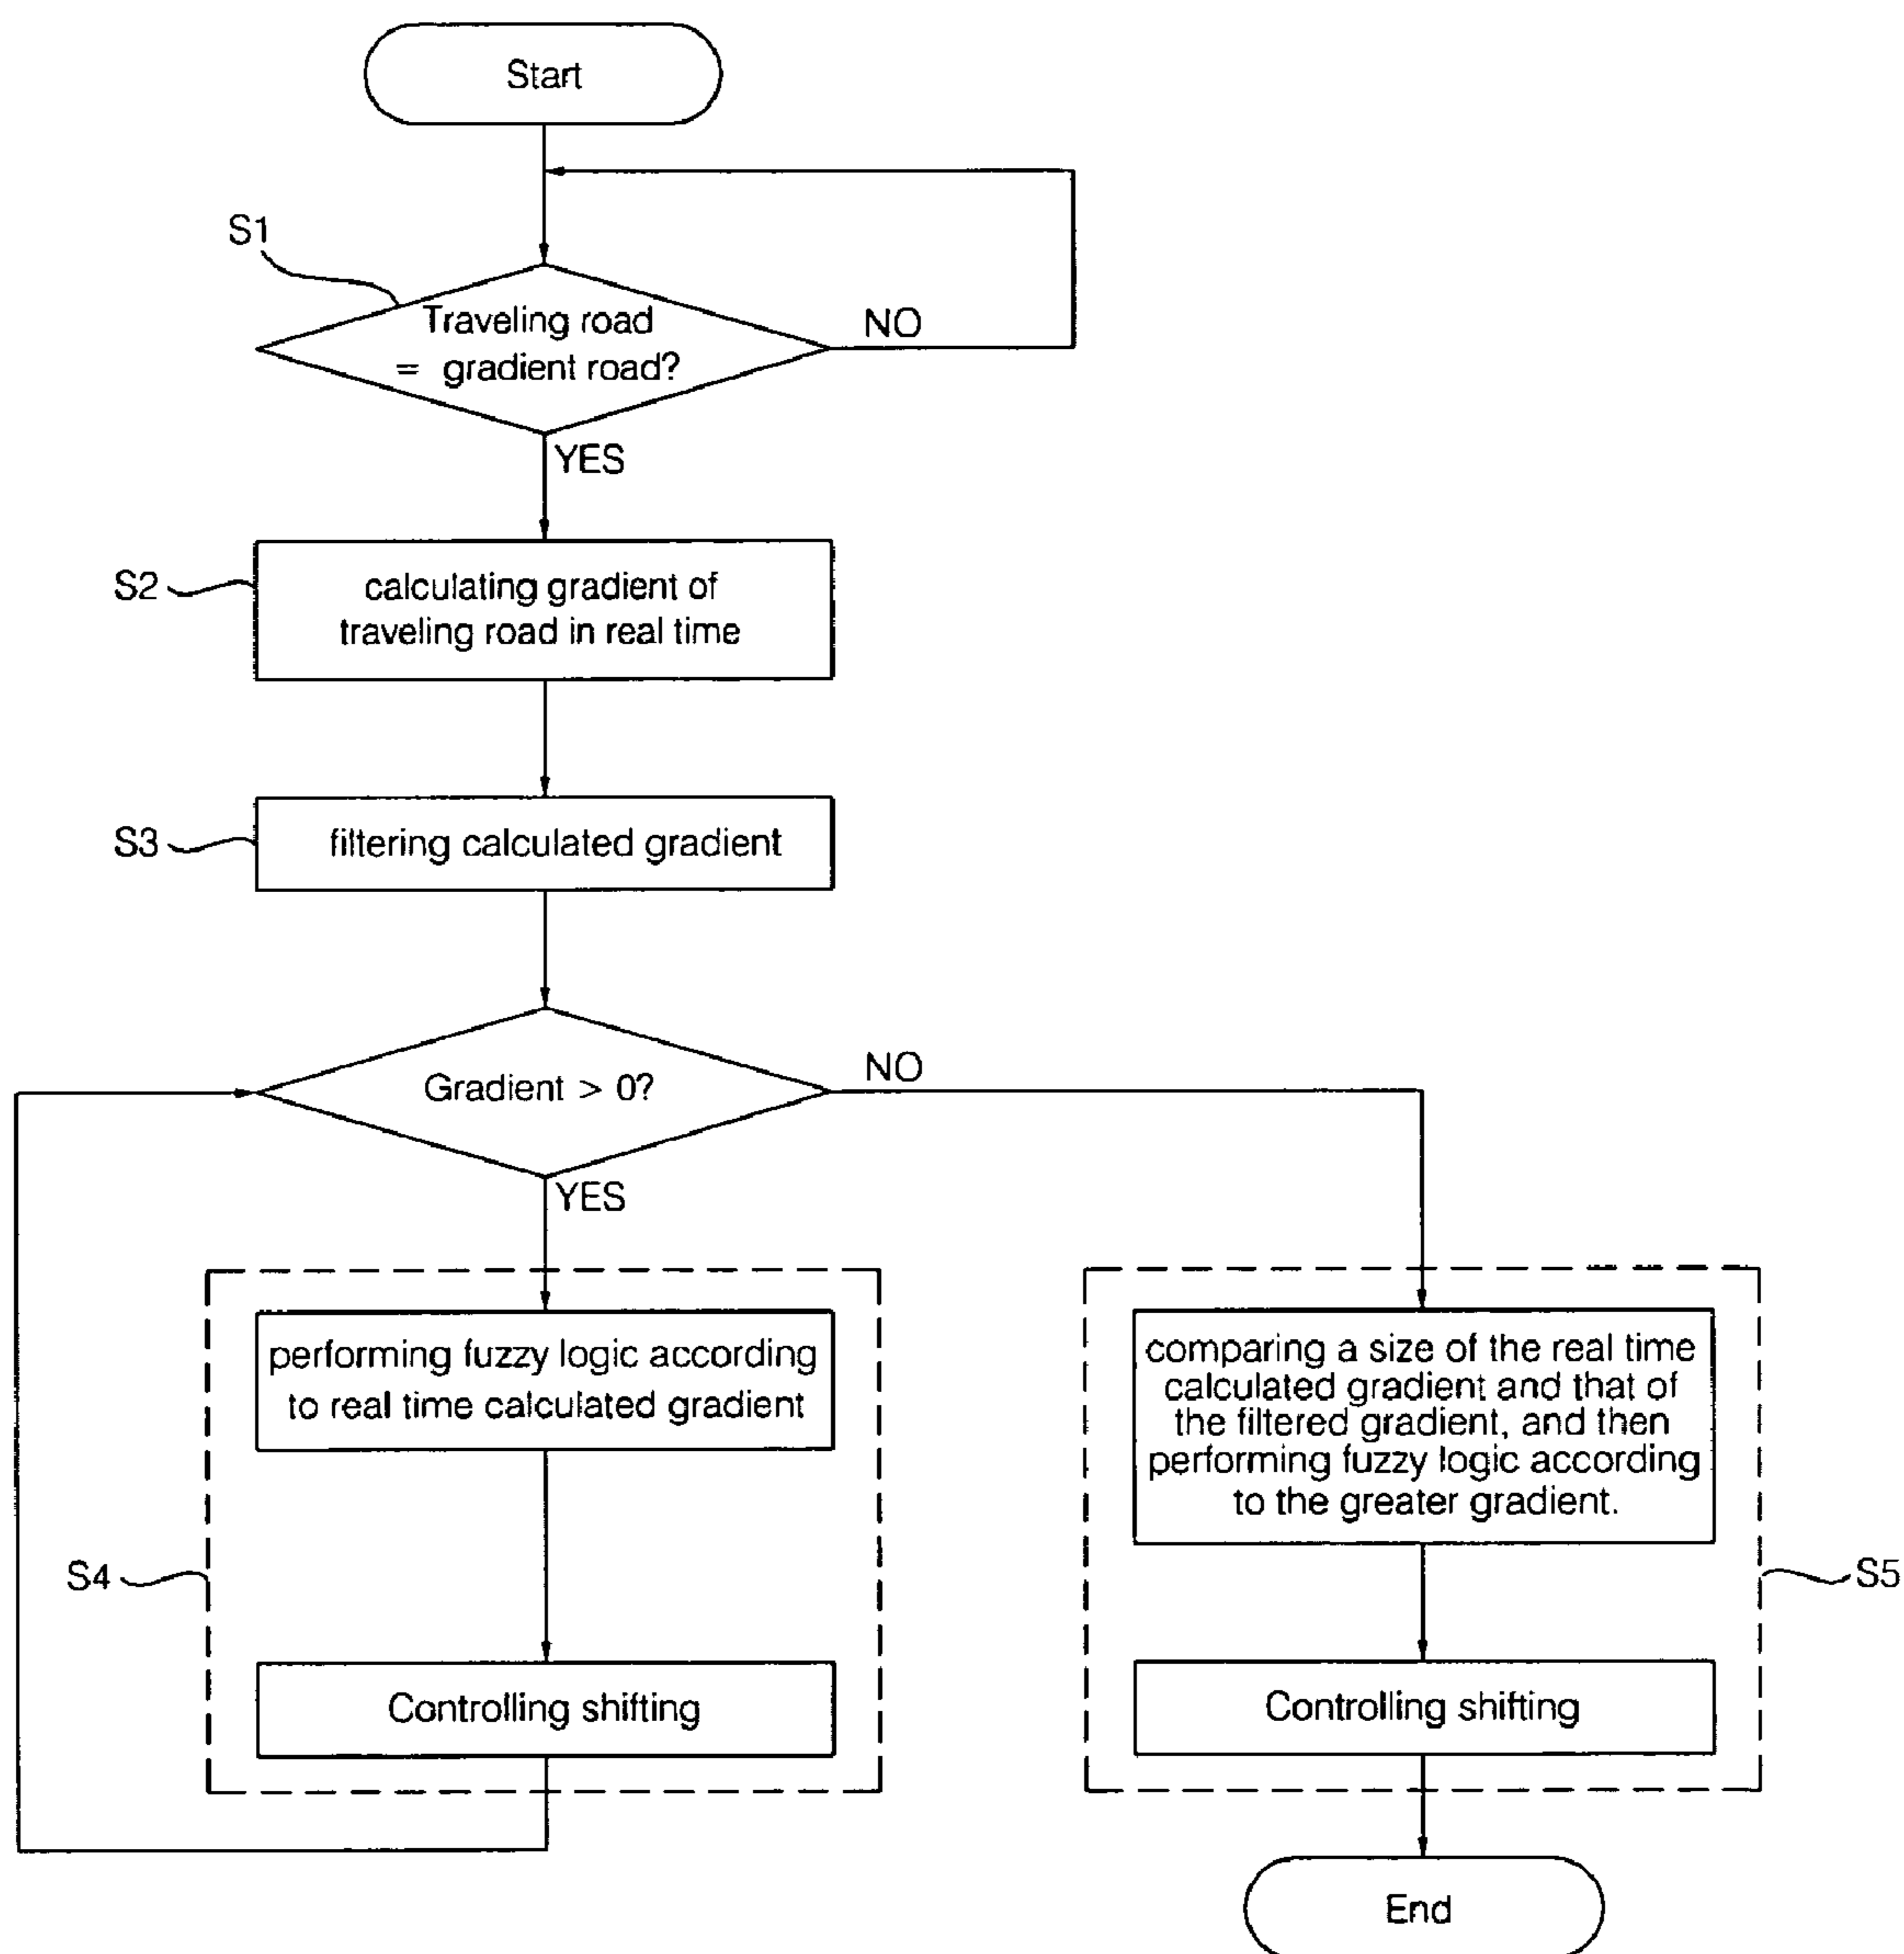 Start
S1
Traveling road
= gradient road?
NO
YES
S2
calculating gradient of
traveling road in real time
S3
filtering calculated gradient
Gradient > 0?
NO
YES
performing fuzzy logic according
to real time calculated gradient
comparing a size of the real time
calculated gradient and that of
the filtered gradient, and then
performing fuzzy logic according
to the greater gradient.
S4
S5
Controlling shifting
Controlling shifting
End